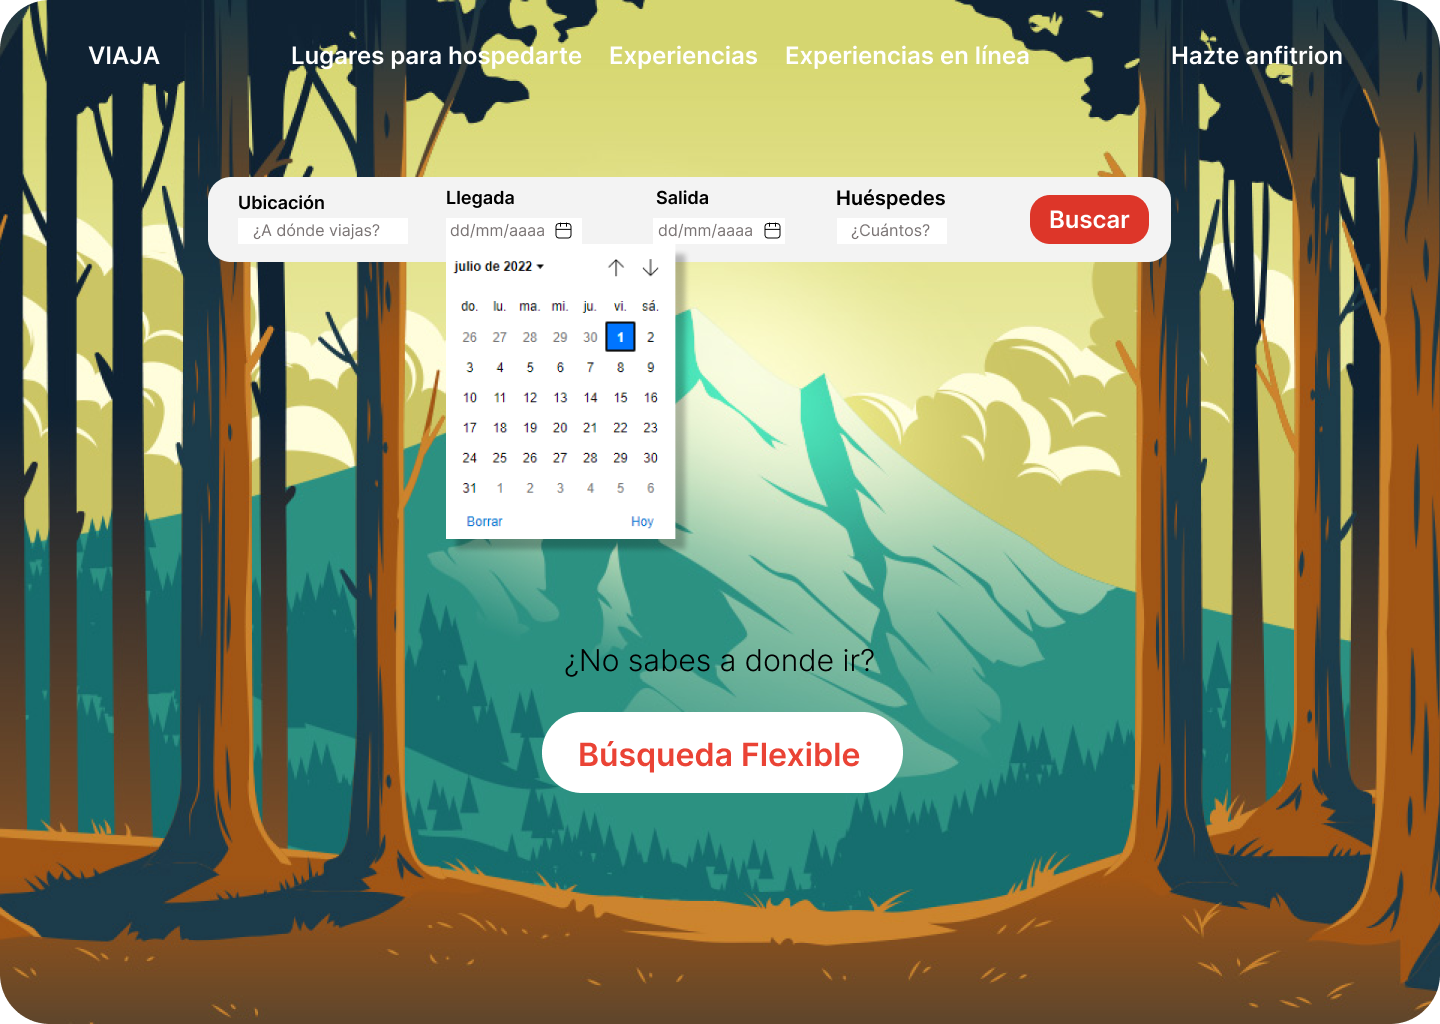 VIAJA Lugares para hospedarte Experiencias Experiencias en línea Hazte anfitrion
Ubicación Llegada Salida Huéspedes
¿A dónde viajas? dd/mm/aaaa dd/mm/aaaa ¿Cuántos?
Buscar
julio de 2022
do. lu. ma. mi. ju. vi. sá.
26 27 28 29 30 1 2
3 4 5 6 7 8 9
10 11 12 13 14 15 16
17 18 19 20 21 22 23
24 25 26 27 28 29 30
31 1 2 3 4 5 6
Borrar Hoy
¿No sabes a donde ir?
Búsqueda Flexible